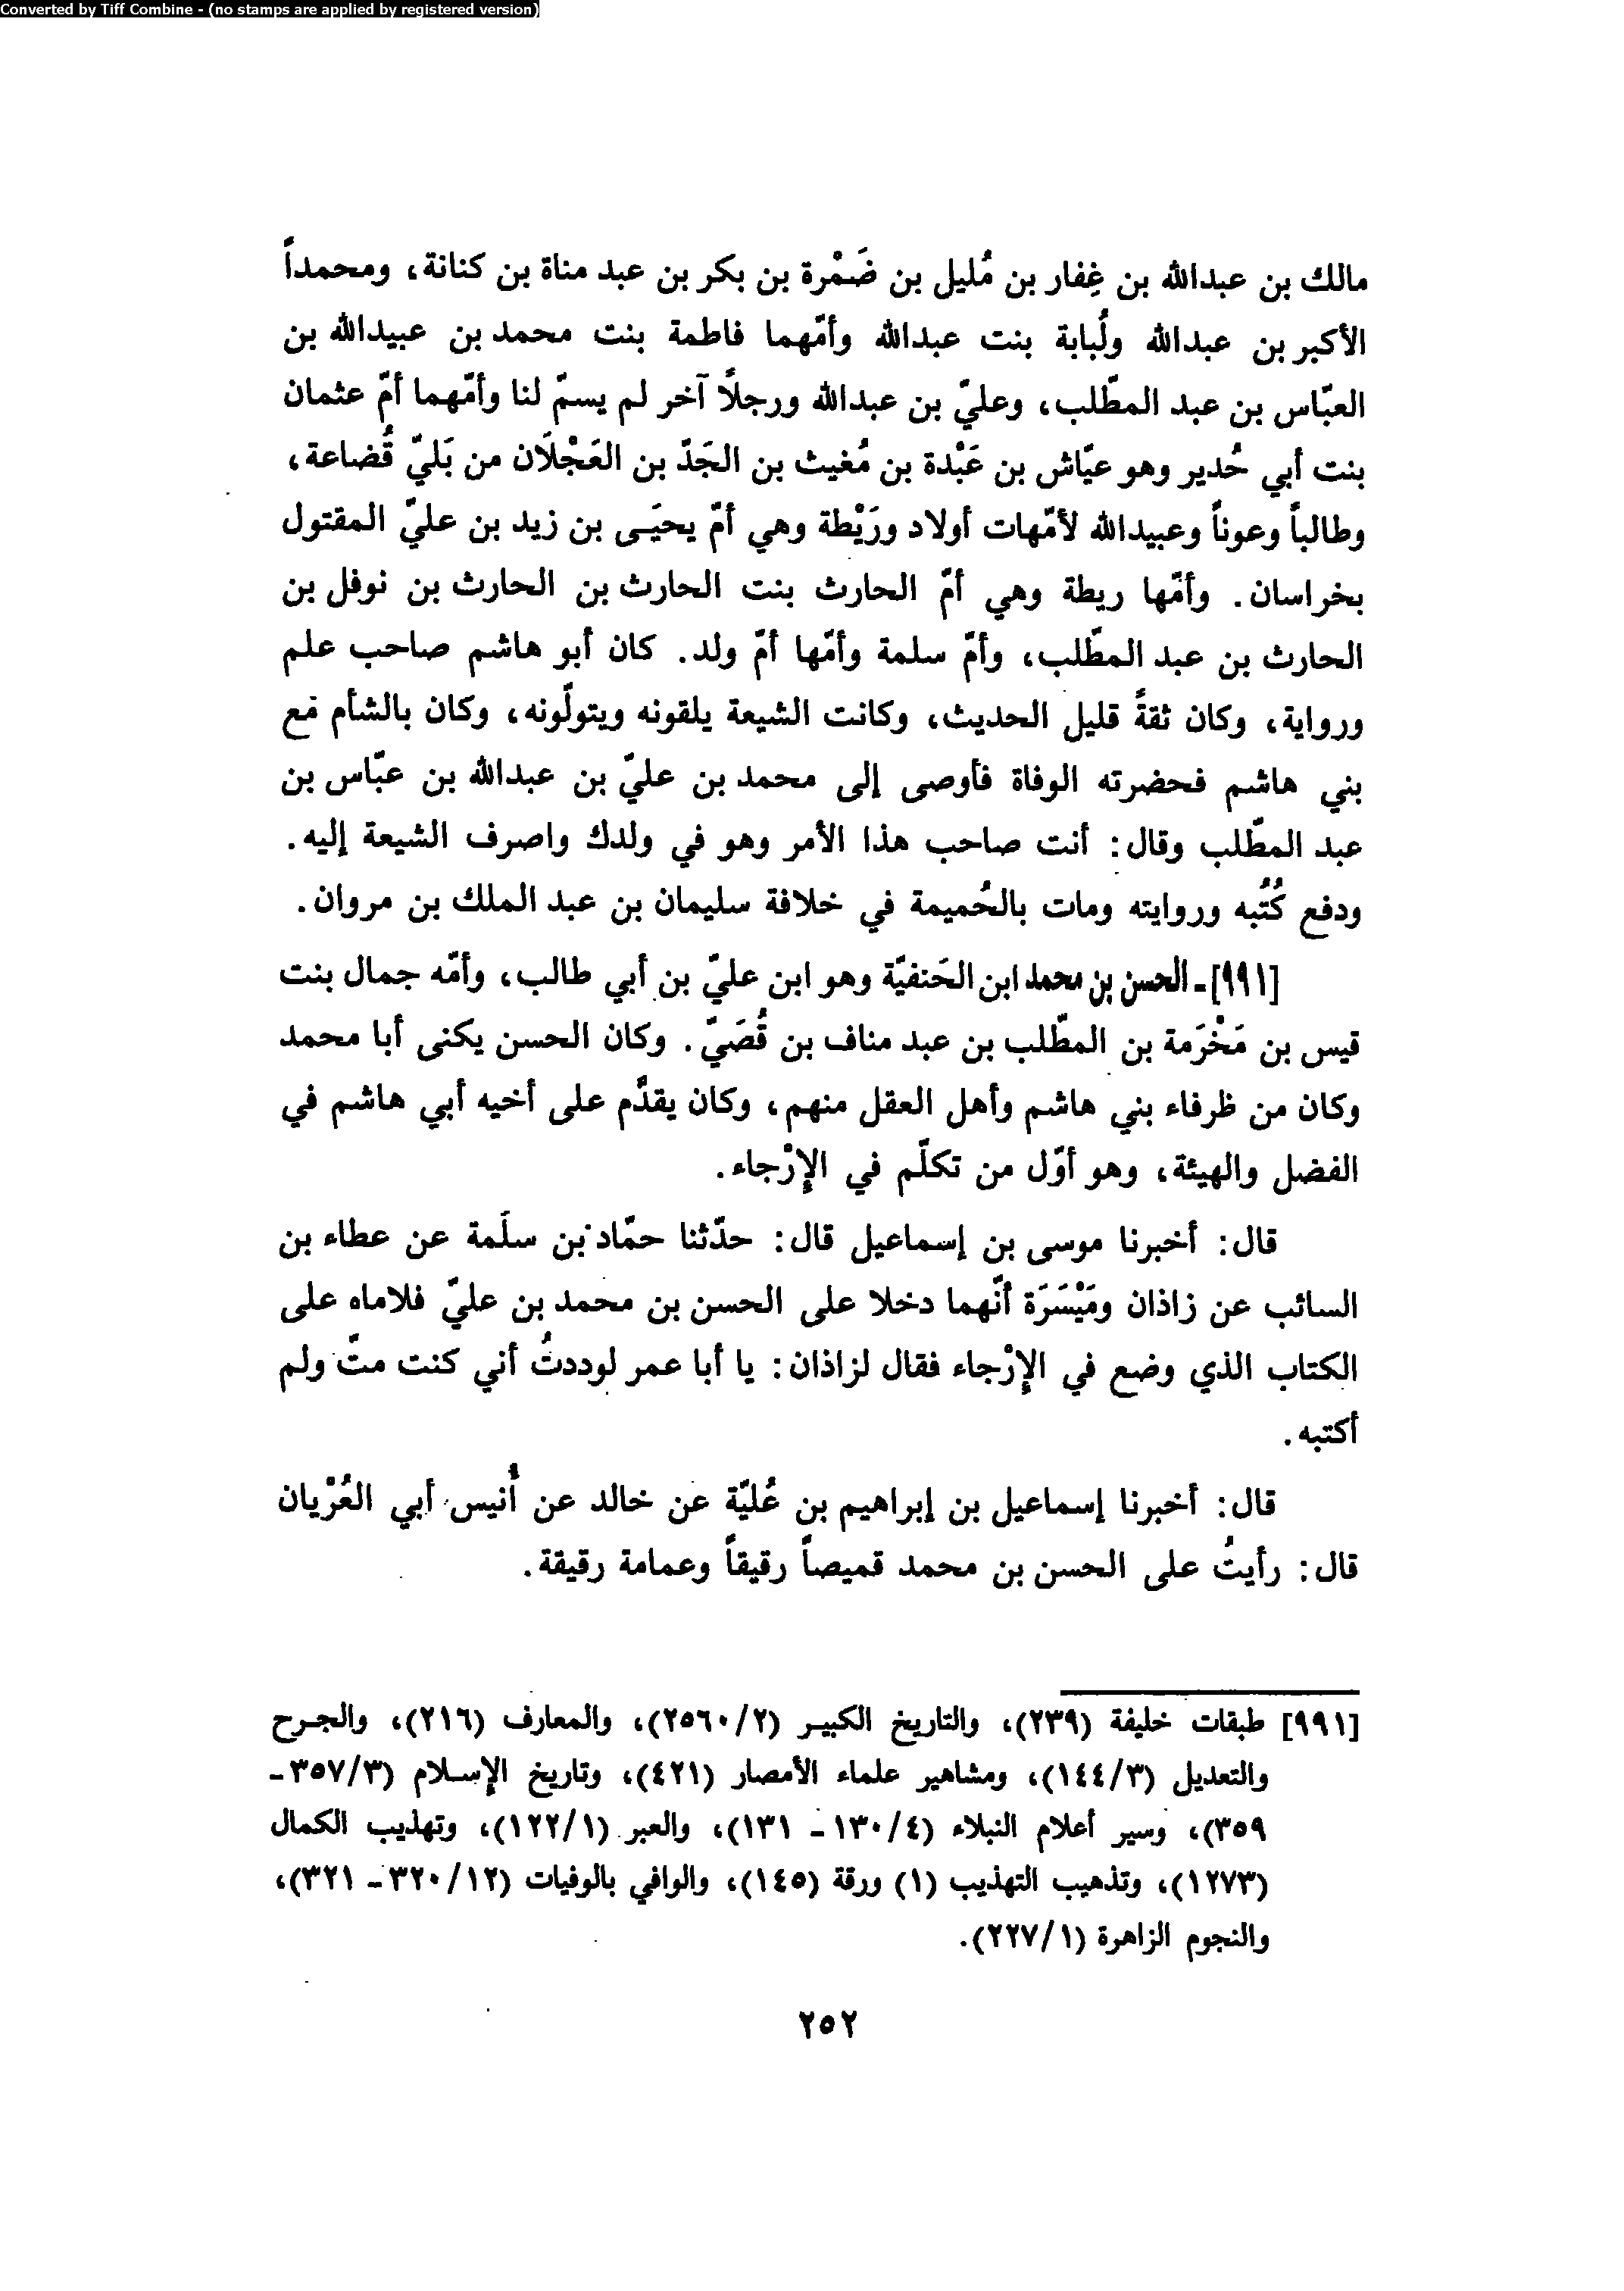 Converted by Tiff Combine - (no stamps are applied by registered version)
مالك بن عبدالله بن غِفار بن مُليل بن ضَمْرة بن بكر بن عبد مناة بن كنانة، ومحمداً
الأكبر بن عبدالله ولُبابة بنت عبدالله وأمّهما فاطمة بنت محمد بن عبيدالله بن
العبّاس بن عبد المطّلب، وعليّ بن عبدالله ورجلًا آخر لم يسمّ لنا وأمّهما أمّ عثمان
بنت أبي حُدير وهو عيّاش بن عَبْدة بن مُغيث بن الجَدّ بن العَجْلَان من بَليّ قُضاعة،
وطالباً وعوناً وعبيدالله لأمّهات أولاد ورَيْطة وهي أمّ يحيَى بن زيد بن عليّ المقتول
بخراسان. وأمّها ريطة وهي أمّ الحارث بنت الحارث بن الحارث بن نوفل بن
الحارث بن عبد المطّلب، وأمّ سلمة وأمّها أمّ ولد. كان أبو هاشم صاحب علم
ورواية، وكان ثقةً قليل الحديث، وكانت الشيعة يلقونه ويتولّونه، وكان بالشأم مع
بني هاشم فحضرته الوفاة فأوصى إلى محمد بن عليّ بن عبدالله بن عبّاس بن
عبد المطّلب وقال: أنت صاحب هذا الأمر وهو في ولدك واصرف الشيعة إليه.
ودفع كُتُبه وروايته ومات بالحُميمة في خلافة سليمان بن عبد الملك بن مروان.
[٩٩١] ـ الحسن بن محمد ابن الحَنفيّة وهو ابن عليّ بن أبي طالب، وأمّه جمال بنت
قيس بن مَخْرَمة بن المطّلب بن عبد مناف بن قُصَيّ. وكان الحسن يكنى أبا محمد
وكان من ظرفاء بني هاشم وأهل العقل منهم، وكان يقدَّم على أخيه أبي هاشم في
الفضل والهيئة، وهو أوّل من تكلّم في الإرْجاء.
قال: أخبرنا موسى بن إسماعيل قال: حدّثنا حمّاد بن سلَمة عن عطاء بن
السائب عن زاذان ومَيْسَرَة أنّهما دخلا على الحسن بن محمد بن عليّ فلاماه على
الكتاب الذي وضع في الإرْجاء فقال لزاذان: يا أبا عمر لوددتُ أني كنت متّ ولم
أكتبه.
قال: أخبرنا إسماعيل بن إبراهيم بن عُليّة عن خالد عن أُنيس أبي العُرْيان
قال: رأيتُ على الحسن بن محمد قميصاً رقيقاً وعمامة رقيقة.
[٩٩١] طبقات خليفة (٢٣٩)، والتاريخ الكبير (٢/٢٥٦٠)، والمعارف (٢١٦)، والجرح
والتعديل (٣/١٤٤)، ومشاهير علماء الأمصار (٤٢١)، وتاريخ الإسلام (٣/٣٥٧ـ
٣٥٩)، وسير أعلام النبلاء (٤/١٣٠ ـ ١٣١)، والعبر (١/١٢٢)، وتهذيب الكمال
(١٢٧٣)، وتذهيب التهذيب (١) ورقة (١٤٥)، والوافي بالوفيات (١٢/٣٢٠ ـ ٣٢١)،
والنجوم الزاهرة (١/٢٢٧).
٢٥٢